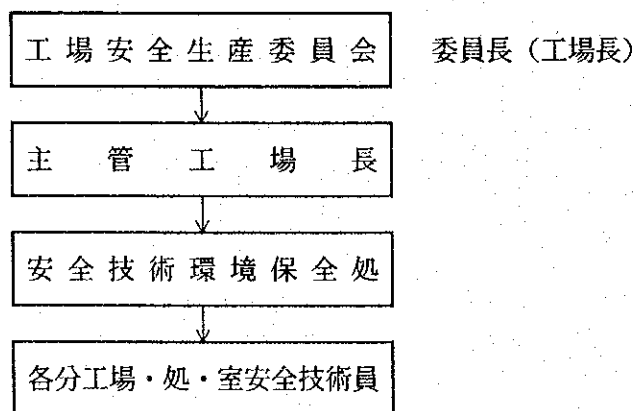 工場安全生産委員会　委員長（工場長）
主管工場長
安全技術環境保全処
各分工場・処・室安全技術員